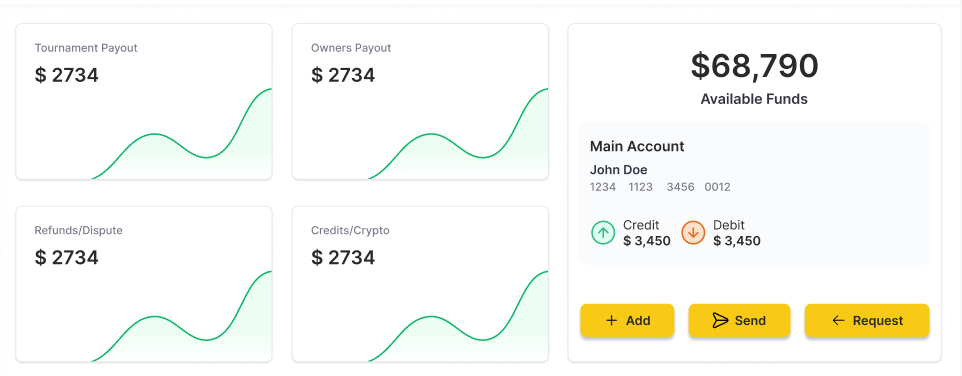 Tournament Payout
$ 2734
Owners Payout
$ 2734
Refunds/Dispute
$ 2734
Credits/Crypto
$ 2734
$68,790
Available Funds
Main Account
John Doe
1234 1123 3456 0012
Credit
$ 3,450
Debit
$ 3,450
Add
Send
Request